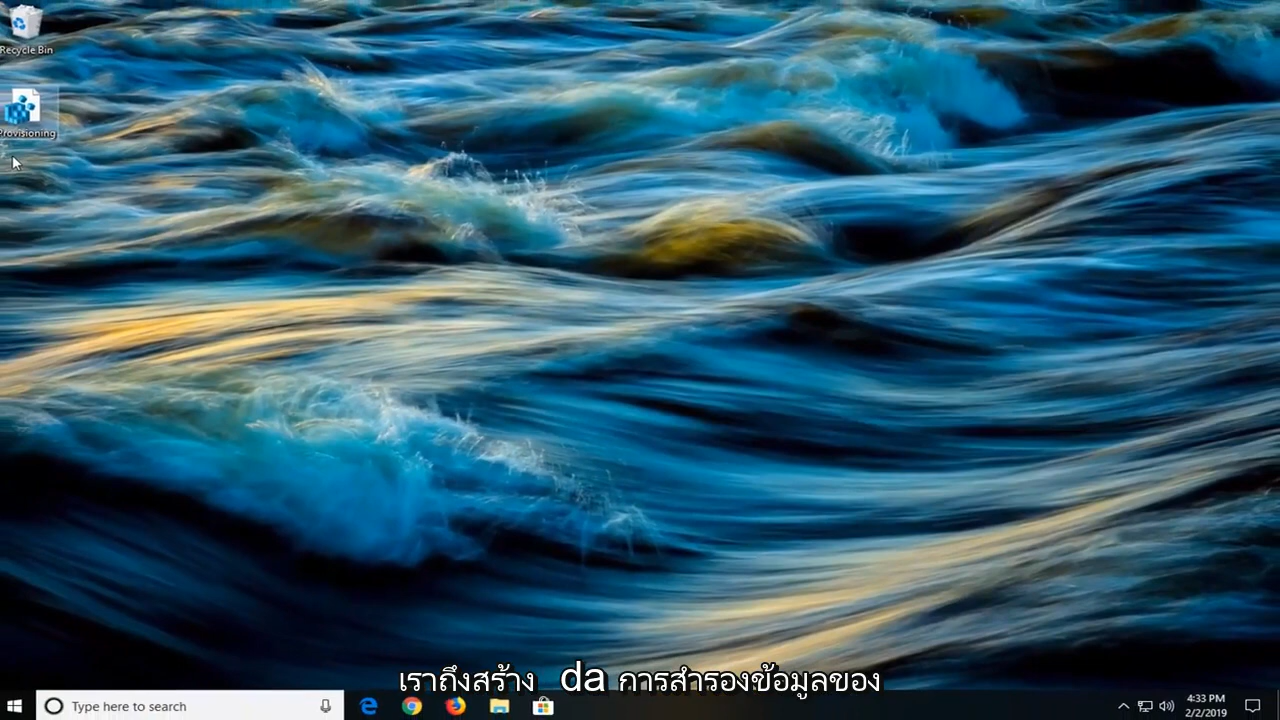 Recycle Bin
Provisioning
เราถึงสร้าง da การสำรองข้อมูลของ
Type here to search
4:33 PM
2/2/2019